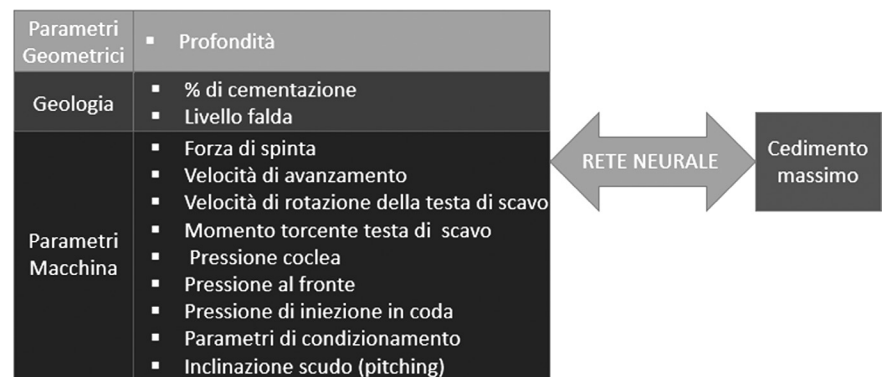 Parametri
Geometrici
▪ Profondità
Geologia
▪ % di cementazione
▪ Livello falda
Parametri
Macchina
▪ Forza di spinta
▪ Velocità di avanzamento
▪ Velocità di rotazione della testa di scavo
▪ Momento torcente testa di scavo
▪ Pressione coclea
▪ Pressione al fronte
▪ Pressione di iniezione in coda
▪ Parametri di condizionamento
▪ Inclinazione scudo (pitching)
RETE NEURALE
Cedimento
massimo